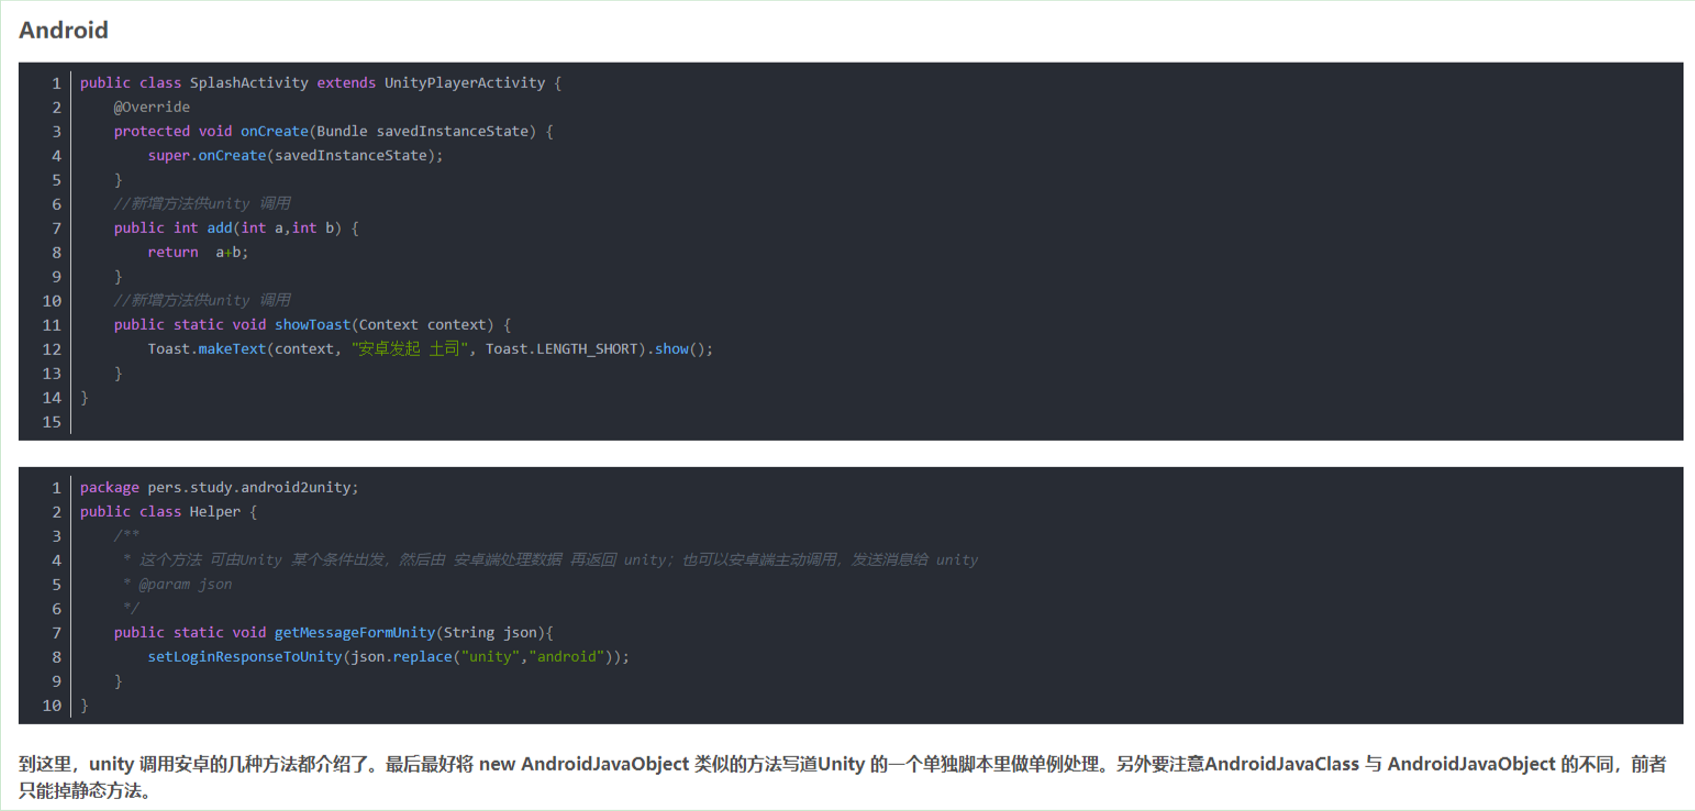 Android
1 public class SplashActivity extends UnityPlayerActivity {
2     @Override
3     protected void onCreate(Bundle savedInstanceState) {
4         super.onCreate(savedInstanceState);
5     }
6     //新增方法供unity 调用
7     public int add(int a,int b) {
8         return  a+b;
9     }
10     //新增方法供unity 调用
11     public static void showToast(Context context) {
12         Toast.makeText(context, "安卓发起 土司", Toast.LENGTH_SHORT).show();
13     }
14 }
15
1 package pers.study.android2unity;
2 public class Helper {
3     /**
4      * 这个方法 可由Unity 某个条件出发，然后由 安卓端处理数据 再返回 unity；也可以安卓端主动调用，发送消息给 unity
5      * @param json
6      */
7     public static void getMessageFormUnity(String json){
8         setLoginResponseToUnity(json.replace("unity","android"));
9     }
10 }
到这里，unity 调用安卓的几种方法都介绍了。最后最好将 new AndroidJavaObject 类似的方法写道Unity 的一个单独脚本里做单例处理。另外要注意AndroidJavaClass 与 AndroidJavaObject 的不同，前者
只能掉静态方法。